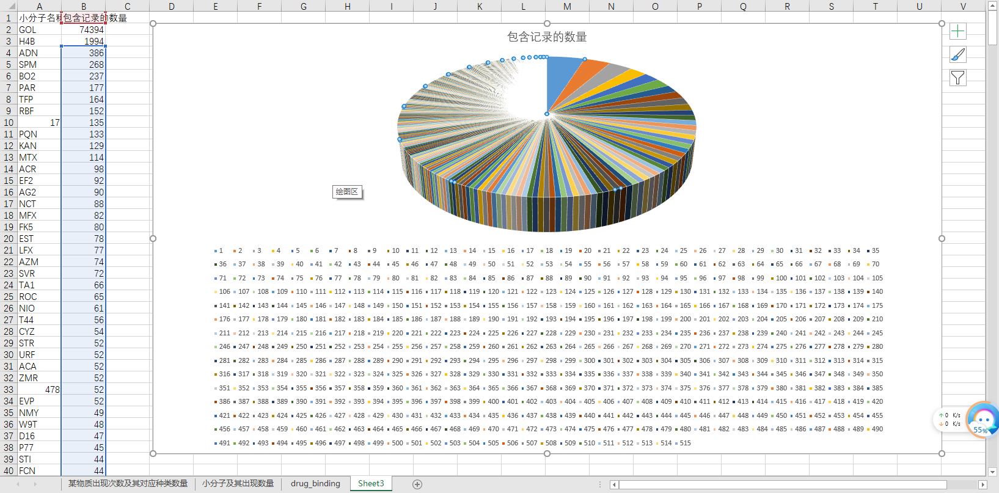 A B C D E F G H I J K L M N O P Q R S T U V
1 小分子名称 包含记录的数量
2 GOL 74394
3 H4B 1994
4 ADN 386
5 SPM 268
6 BO2 237
7 PAR 177
8 TFP 164
9 RBF 152
10 17 135
11 PQN 133
12 KAN 129
13 MTX 114
14 ACR 98
15 EF2 92
16 AG2 90
17 NCT 88
18 MFX 82
19 FK5 80
20 EST 78
21 LFX 77
22 AZM 74
23 SVR 72
24 TA1 66
25 ROC 65
26 NIO 61
27 T44 56
28 CYZ 54
29 STR 52
30 URF 52
31 ACA 52
32 ZMR 52
33 478 52
34 EVP 52
35 NMY 49
36 W9T 48
37 D16 47
38 P77 45
39 STI 44
40 FCN 44
包含记录的数量
绘图区
1 2 3 4 5 6 7 8 9 10 11 12 13 14 15 16 17 18 19 20 21 22 23 24 25 26 27 28 29 30 31 32 33 34 35
36 37 38 39 40 41 42 43 44 45 46 47 48 49 50 51 52 53 54 55 56 57 58 59 60 61 62 63 64 65 66 67 68 69 70
71 72 73 74 75 76 77 78 79 80 81 82 83 84 85 86 87 88 89 90 91 92 93 94 95 96 97 98 99 100 101 102 103 104 105
106 107 108 109 110 111 112 113 114 115 116 117 118 119 120 121 122 123 124 125 126 127 128 129 130 131 132 133 134 135 136 137 138 139 140
141 142 143 144 145 146 147 148 149 150 151 152 153 154 155 156 157 158 159 160 161 162 163 164 165 166 167 168 169 170 171 172 173 174 175
176 177 178 179 180 181 182 183 184 185 186 187 188 189 190 191 192 193 194 195 196 197 198 199 200 201 202 203 204 205 206 207 208 209 210
211 212 213 214 215 216 217 218 219 220 221 222 223 224 225 226 227 228 229 230 231 232 233 234 235 236 237 238 239 240 241 242 243 244 245
246 247 248 249 250 251 252 253 254 255 256 257 258 259 260 261 262 263 264 265 266 267 268 269 270 271 272 273 274 275 276 277 278 279 280
281 282 283 284 285 286 287 288 289 290 291 292 293 294 295 296 297 298 299 300 301 302 303 304 305 306 307 308 309 310 311 312 313 314 315
316 317 318 319 320 321 322 323 324 325 326 327 328 329 330 331 332 333 334 335 336 337 338 339 340 341 342 343 344 345 346 347 348 349 350
351 352 353 354 355 356 357 358 359 360 361 362 363 364 365 366 367 368 369 370 371 372 373 374 375 376 377 378 379 380 381 382 383 384 385
386 387 388 389 390 391 392 393 394 395 396 397 398 399 400 401 402 403 404 405 406 407 408 409 410 411 412 413 414 415 416 417 418 419 420
421 422 423 424 425 426 427 428 429 430 431 432 433 434 435 436 437 438 439 440 441 442 443 444 445 446 447 448 449 450 451 452 453 454 455
456 457 458 459 460 461 462 463 464 465 466 467 468 469 470 471 472 473 474 475 476 477 478 479 480 481 482 483 484 485 486 487 488 489 490
491 492 493 494 495 496 497 498 499 500 501 502 503 504 505 506 507 508 509 510 511 512 513 514 515
↑ 0 K/s
↓ 0 K/s
55%
某物质出现次数及其对应种类数量 小分子及其出现数量 drug_binding Sheet3